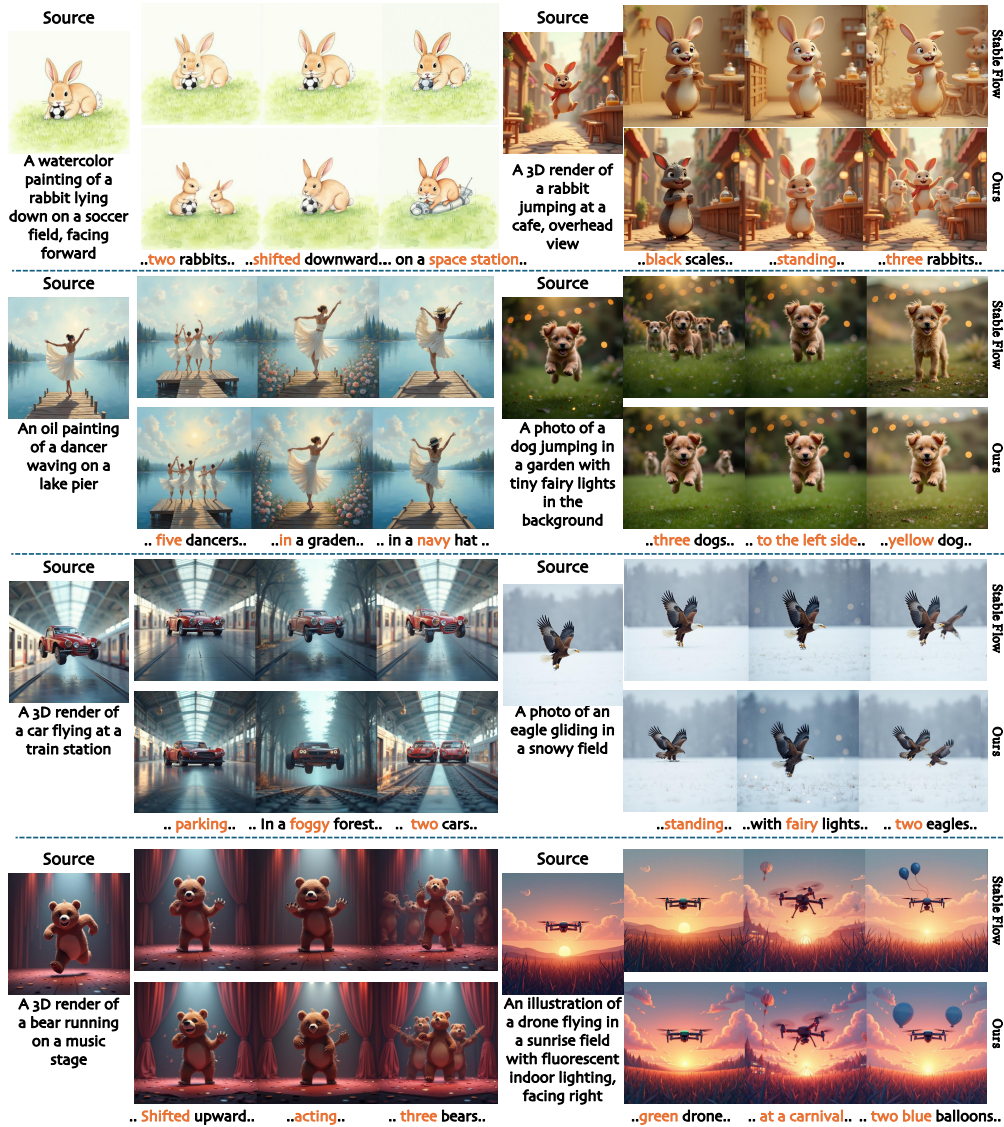 Source
A watercolor
painting of a
rabbit lying
down on a soccer
field, facing
forward
..two rabbits.. ..shifted downward... on a space station..
Source
A 3D render of
a rabbit
jumping at a
cafe, overhead
view
..black scales.. ..standing.. ..three rabbits..
Stable Flow
Ours
Source
An oil painting
of a dancer
waving on a
lake pier
.. five dancers.. ..in a graden.. .. in a navy hat ..
Source
A photo of a
dog jumping in
a garden with
tiny fairy lights
in the
background
..three dogs.. .. to the left side.. ..yellow dog..
Stable Flow
Ours
Source
A 3D render of
a car flying at a
train station
.. parking.. .. In a foggy forest.. .. two cars..
Source
A photo of an
eagle gliding in
a snowy field
..standing.. ..with fairy lights.. .. two eagles..
Stable Flow
Ours
Source
A 3D render of
a bear running
on a music
stage
.. Shifted upward.. ..acting.. .. three bears..
Source
An illustration of
a drone flying in
a sunrise field
with fluorescent
indoor lighting,
facing right
..green drone.. .. at a carnival.. .. two blue balloons..
Stable Flow
Ours